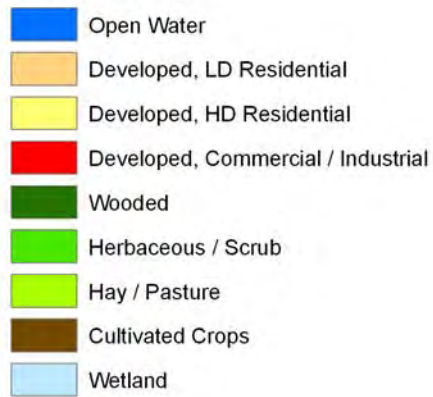 Open Water
Developed, LD Residential
Developed, HD Residential
Developed, Commercial / Industrial
Wooded
Herbaceous / Scrub
Hay / Pasture
Cultivated Crops
Wetland